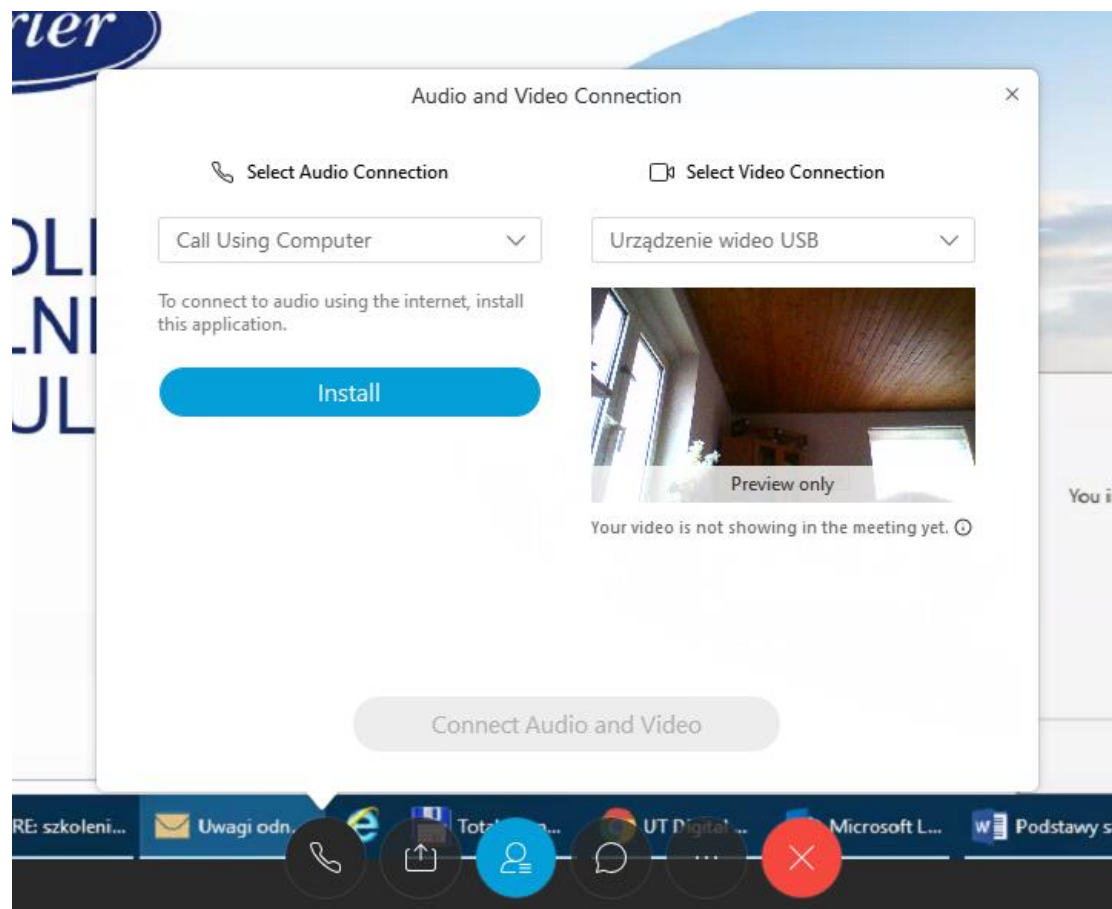 Audio and Video Connection
Select Audio Connection
Select Video Connection
Call Using Computer
Urządzenie wideo USB
To connect to audio using the internet, install
this application.
Install
Preview only
Your video is not showing in the meeting yet.
You i
Connect Audio and Video
RE: szkoleni...
Uwagi odn.
UT Digital ...
Microsoft L...
Podstawy s